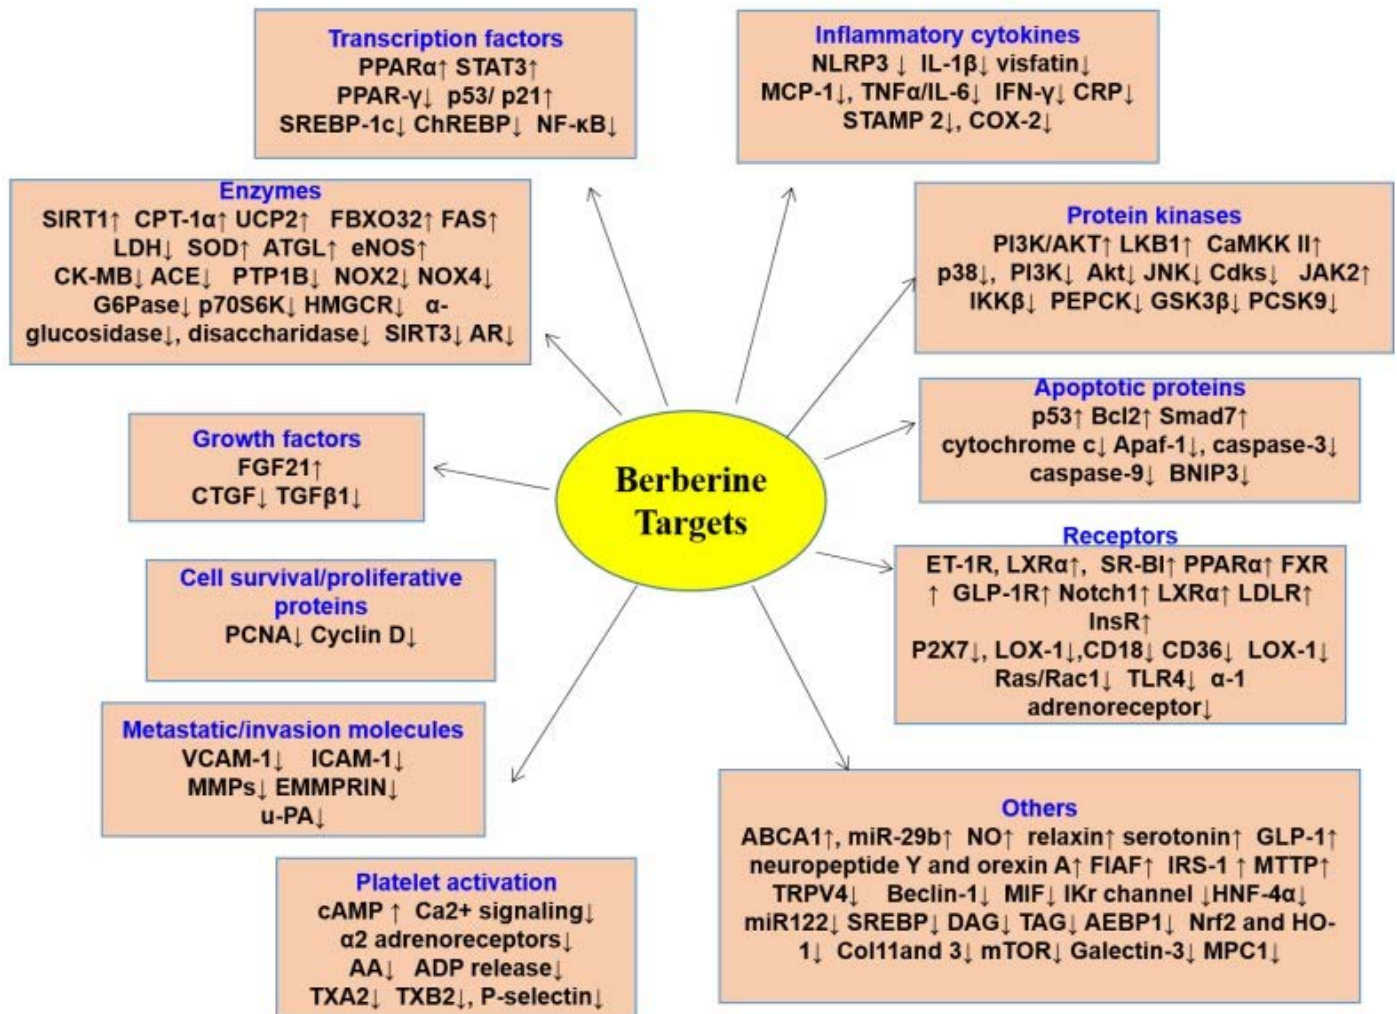 Transcription factors
PPARα↑ STAT3↑
PPAR-γ↓ p53/ p21↑
SREBP-1c↓ ChREBP↓ NF-κB↓
Inflammatory cytokines
NLRP3 ↓ IL-1β↓ visfatin↓
MCP-1↓, TNFα/IL-6↓ IFN-γ↓ CRP↓
STAMP 2↓, COX-2↓
Enzymes
SIRT1↑ CPT-1α↑ UCP2↑ FBXO32↑ FAS↑
LDH↓ SOD↑ ATGL↑ eNOS↑
CK-MB↓ ACE↓ PTP1B↓ NOX2↓ NOX4↓
G6Pase↓ p70S6K↓ HMGCR↓ α-
glucosidase↓, disaccharidase↓ SIRT3↓ AR↓
Protein kinases
PI3K/AKT↑ LKB1↑ CaMKK II↑
p38↓, PI3K↓ Akt↓ JNK↓ Cdks↓ JAK2↑
IKKβ↓ PEPCK↓ GSK3β↓ PCSK9↓
Apoptotic proteins
p53↑ Bcl2↑ Smad7↑
cytochrome c↓ Apaf-1↓, caspase-3↓
caspase-9↓ BNIP3↓
Growth factors
FGF21↑
CTGF↓ TGFβ1↓
Berberine
Targets
Receptors
ET-1R, LXRα↑, SR-BI↑ PPARα↑ FXR
↑ GLP-1R↑ Notch1↑ LXRα↑ LDLR↑
InsR↑
P2X7↓, LOX-1↓,CD18↓ CD36↓ LOX-1↓
Ras/Rac1↓ TLR4↓ α-1
adrenoreceptor↓
Cell survival/proliferative
proteins
PCNA↓ Cyclin D↓
Metastatic/invasion molecules
VCAM-1↓ ICAM-1↓
MMPs↓ EMMPRIN↓
u-PA↓
Others
ABCA1↑, miR-29b↑ NO↑ relaxin↑ serotonin↑ GLP-1↑
neuropeptide Y and orexin A↑ FIAF↑ IRS-1 ↑ MTTP↑
TRPV4↓ Beclin-1↓ MIF↓ IKr channel ↓HNF-4α↓
miR122↓ SREBP↓ DAG↓ TAG↓ AEBP1↓ Nrf2 and HO-
1↓ Col11and 3↓ mTOR↓ Galectin-3↓ MPC1↓
Platelet activation
cAMP ↑ Ca2+ signaling↓
α2 adrenoreceptors↓
AA↓ ADP release↓
TXA2↓ TXB2↓, P-selectin↓